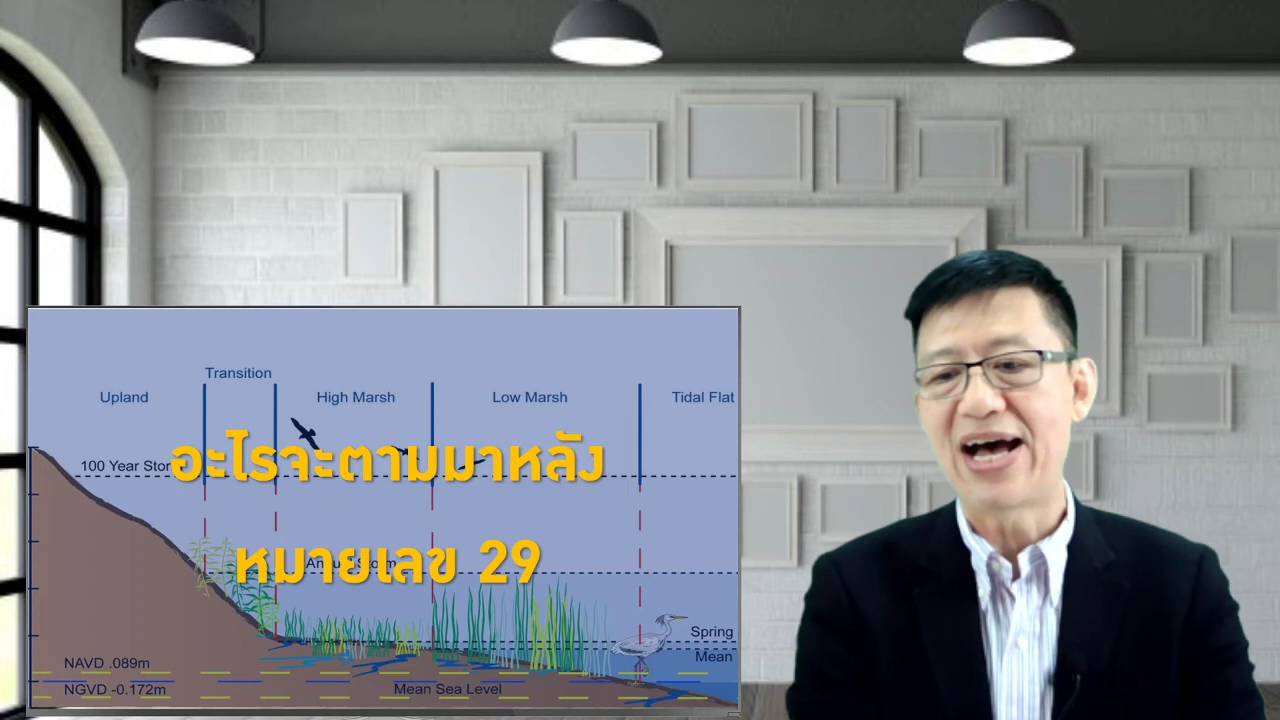 Transition
Upland
High Marsh
Low Marsh
Tidal Flat
100 Year Stor
อะไรจะตามมาหลัง
หมายเลข 29
Spring
Mean
NAVD .089m
NGVD -0.172m
Mean Sea Level